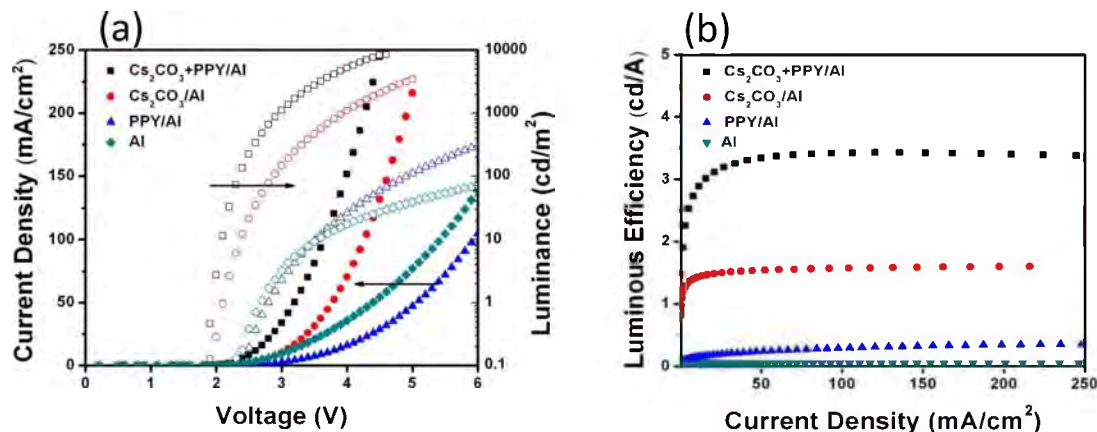 (a)
250
200
150
100
50
0
Current Density (mA/cm²)
Cs₂CO₃+PPY/Al
Cs₂CO₃/Al
PPY/Al
Al
10000
1000
100
10
1
0.1
Luminance (cd/m²)
0 1 2 3 4 5 6
Voltage (V)
(b)
5
4
3
2
1
0
Luminous Efficiency (cd/A)
Cs₂CO₃+PPY/Al
Cs₂CO₃/Al
PPY/Al
Al
50 100 150 200 250
Current Density (mA/cm²)